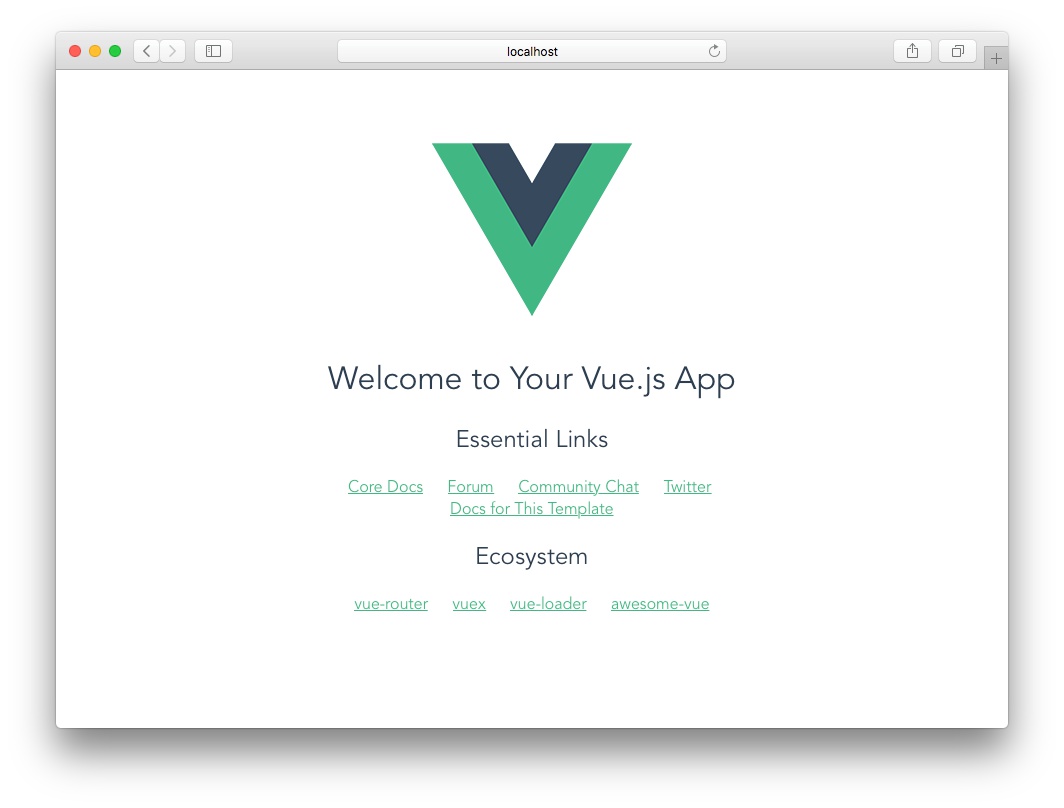 localhost
Welcome to Your Vue.js App
Essential Links
Core Docs Forum Community Chat Twitter
Docs for This Template
Ecosystem
vue-router vuex vue-loader awesome-vue